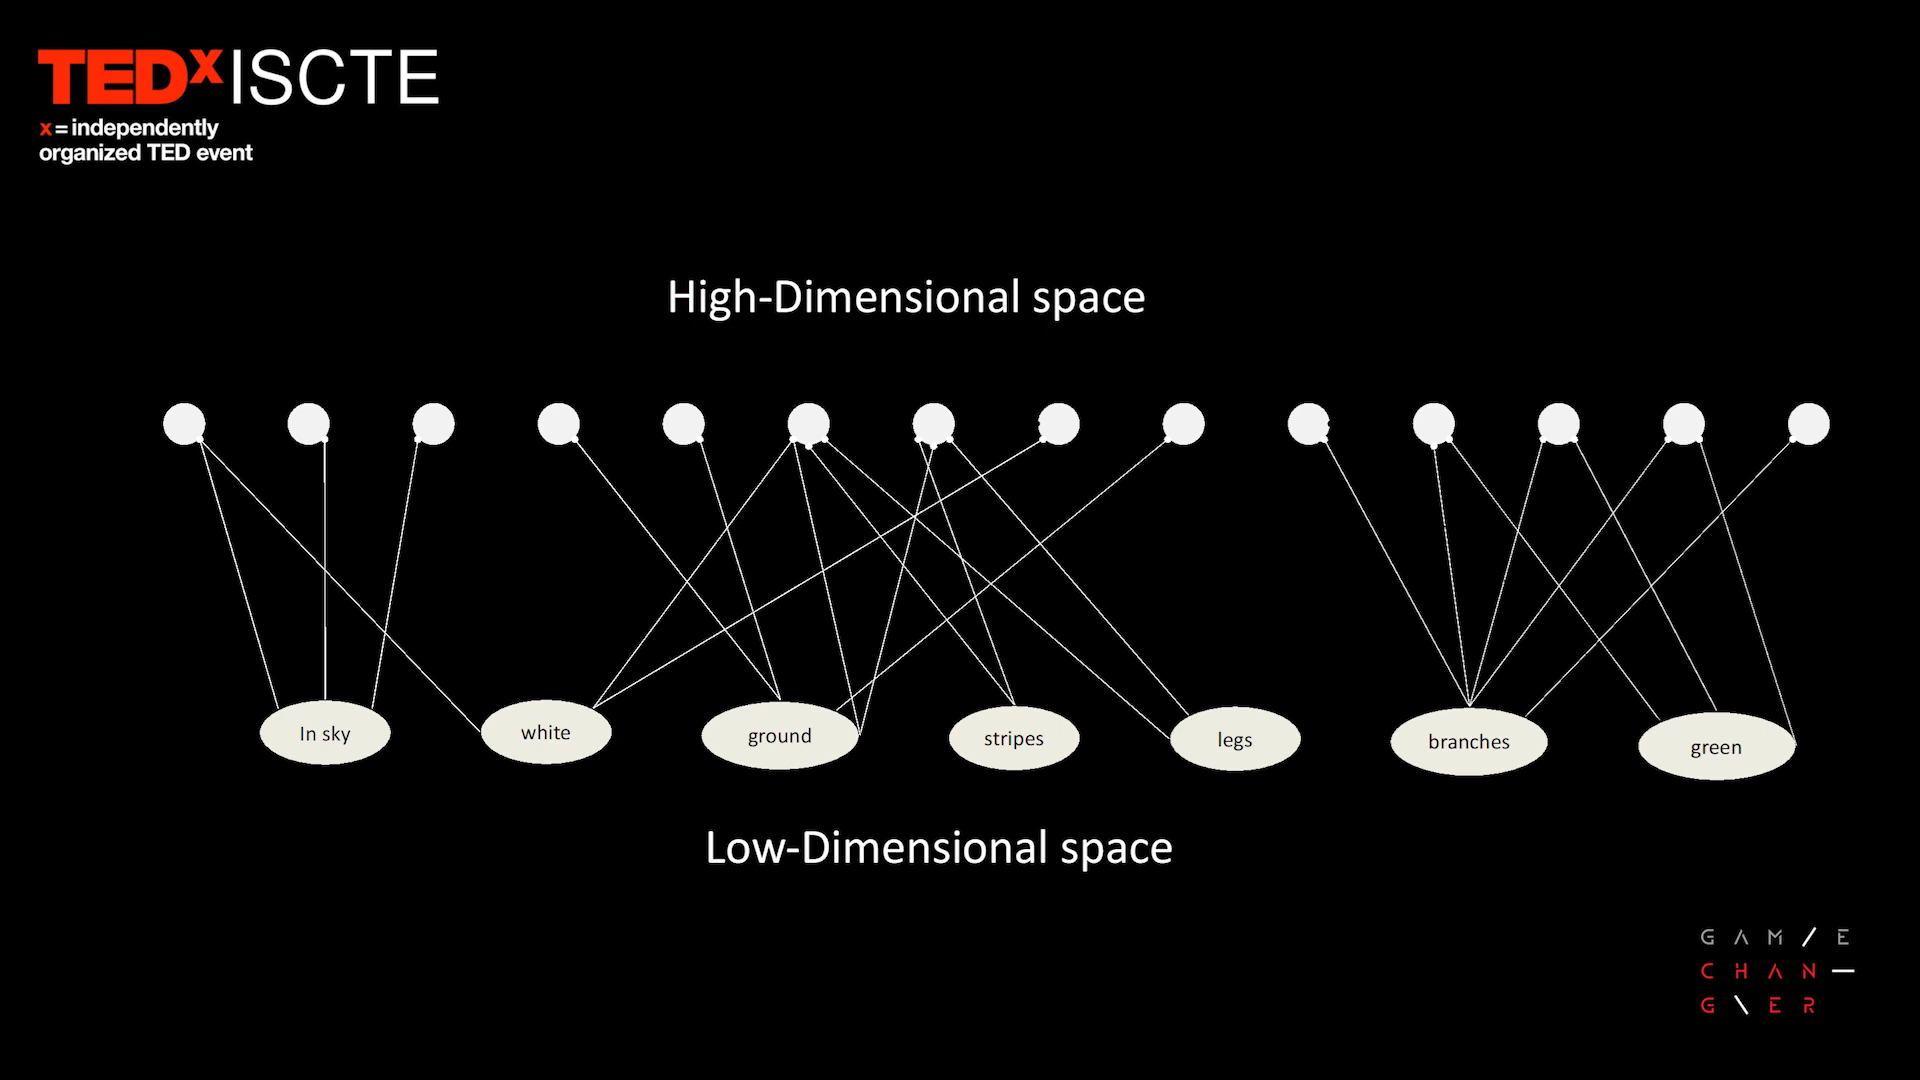 TEDxISCTE
x = independently
organized TED event
High-Dimensional space
In sky
white
ground
stripes
legs
branches
green
Low-Dimensional space
GAM/E
CHAN—
G\ER